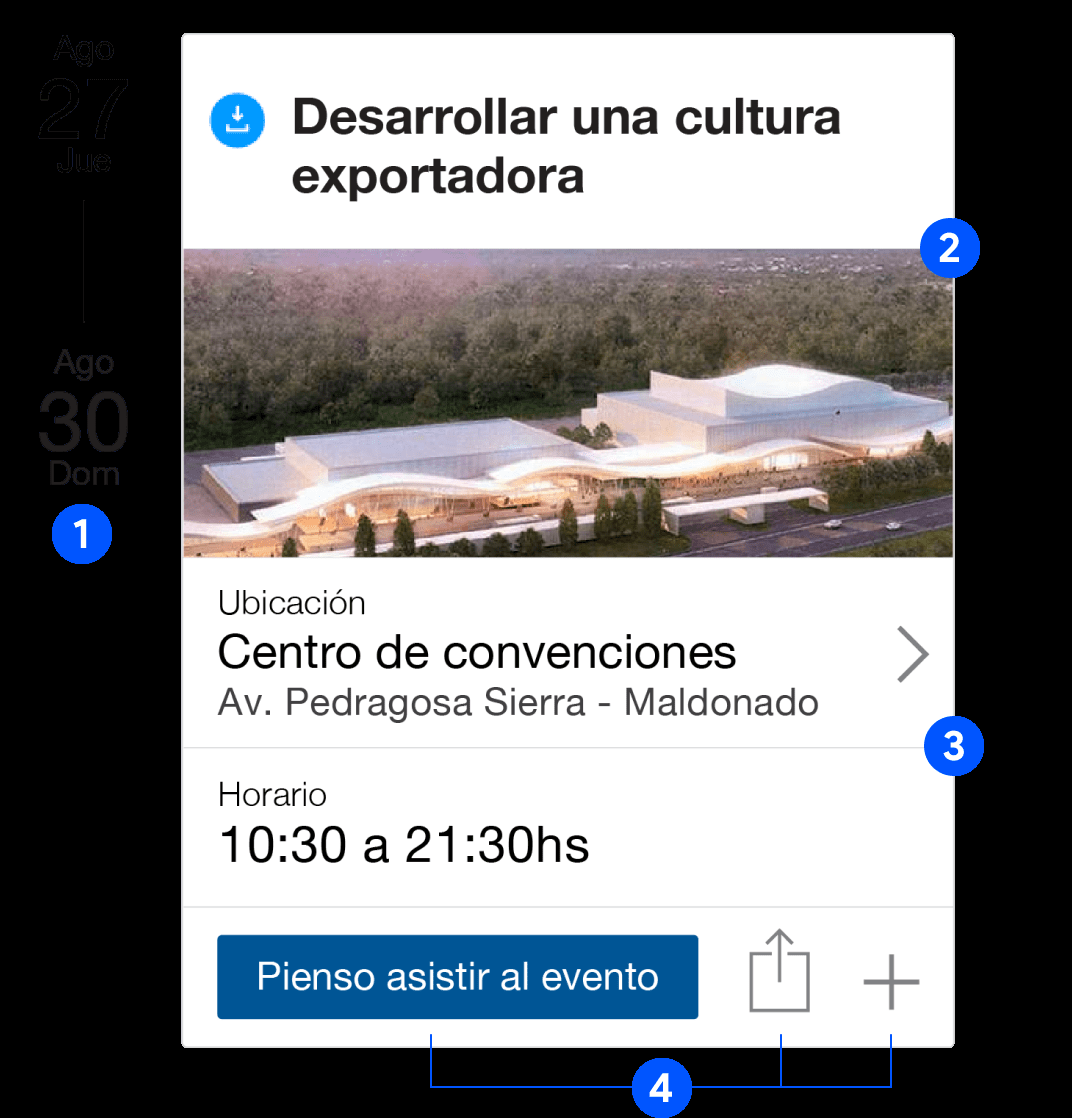 Ago
27
Jue
Ago
30
Dom
1
Desarrollar una cultura
exportadora
2
Ubicación
Centro de convenciones
Av. Pedragosa Sierra - Maldonado
3
Horario
10:30 a 21:30hs
Pienso asistir al evento
4